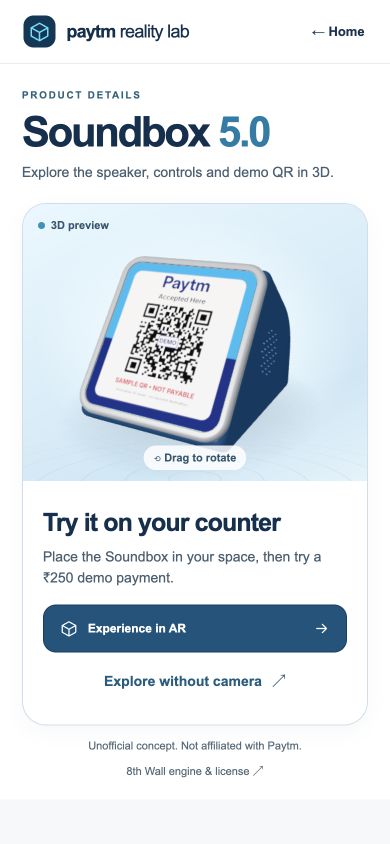 paytm reality lab
← Home
PRODUCT DETAILS
Soundbox 5.0
Explore the speaker, controls and demo QR in 3D.
3D preview
Paytm
Accepted Here
DEMO
SAMPLE QR • NOT PAYABLE
Drag to rotate
Try it on your counter
Place the Soundbox in your space, then try a
₹250 demo payment.
Experience in AR →
Explore without camera ↗
Unofficial concept. Not affiliated with Paytm.
8th Wall engine & license ↗